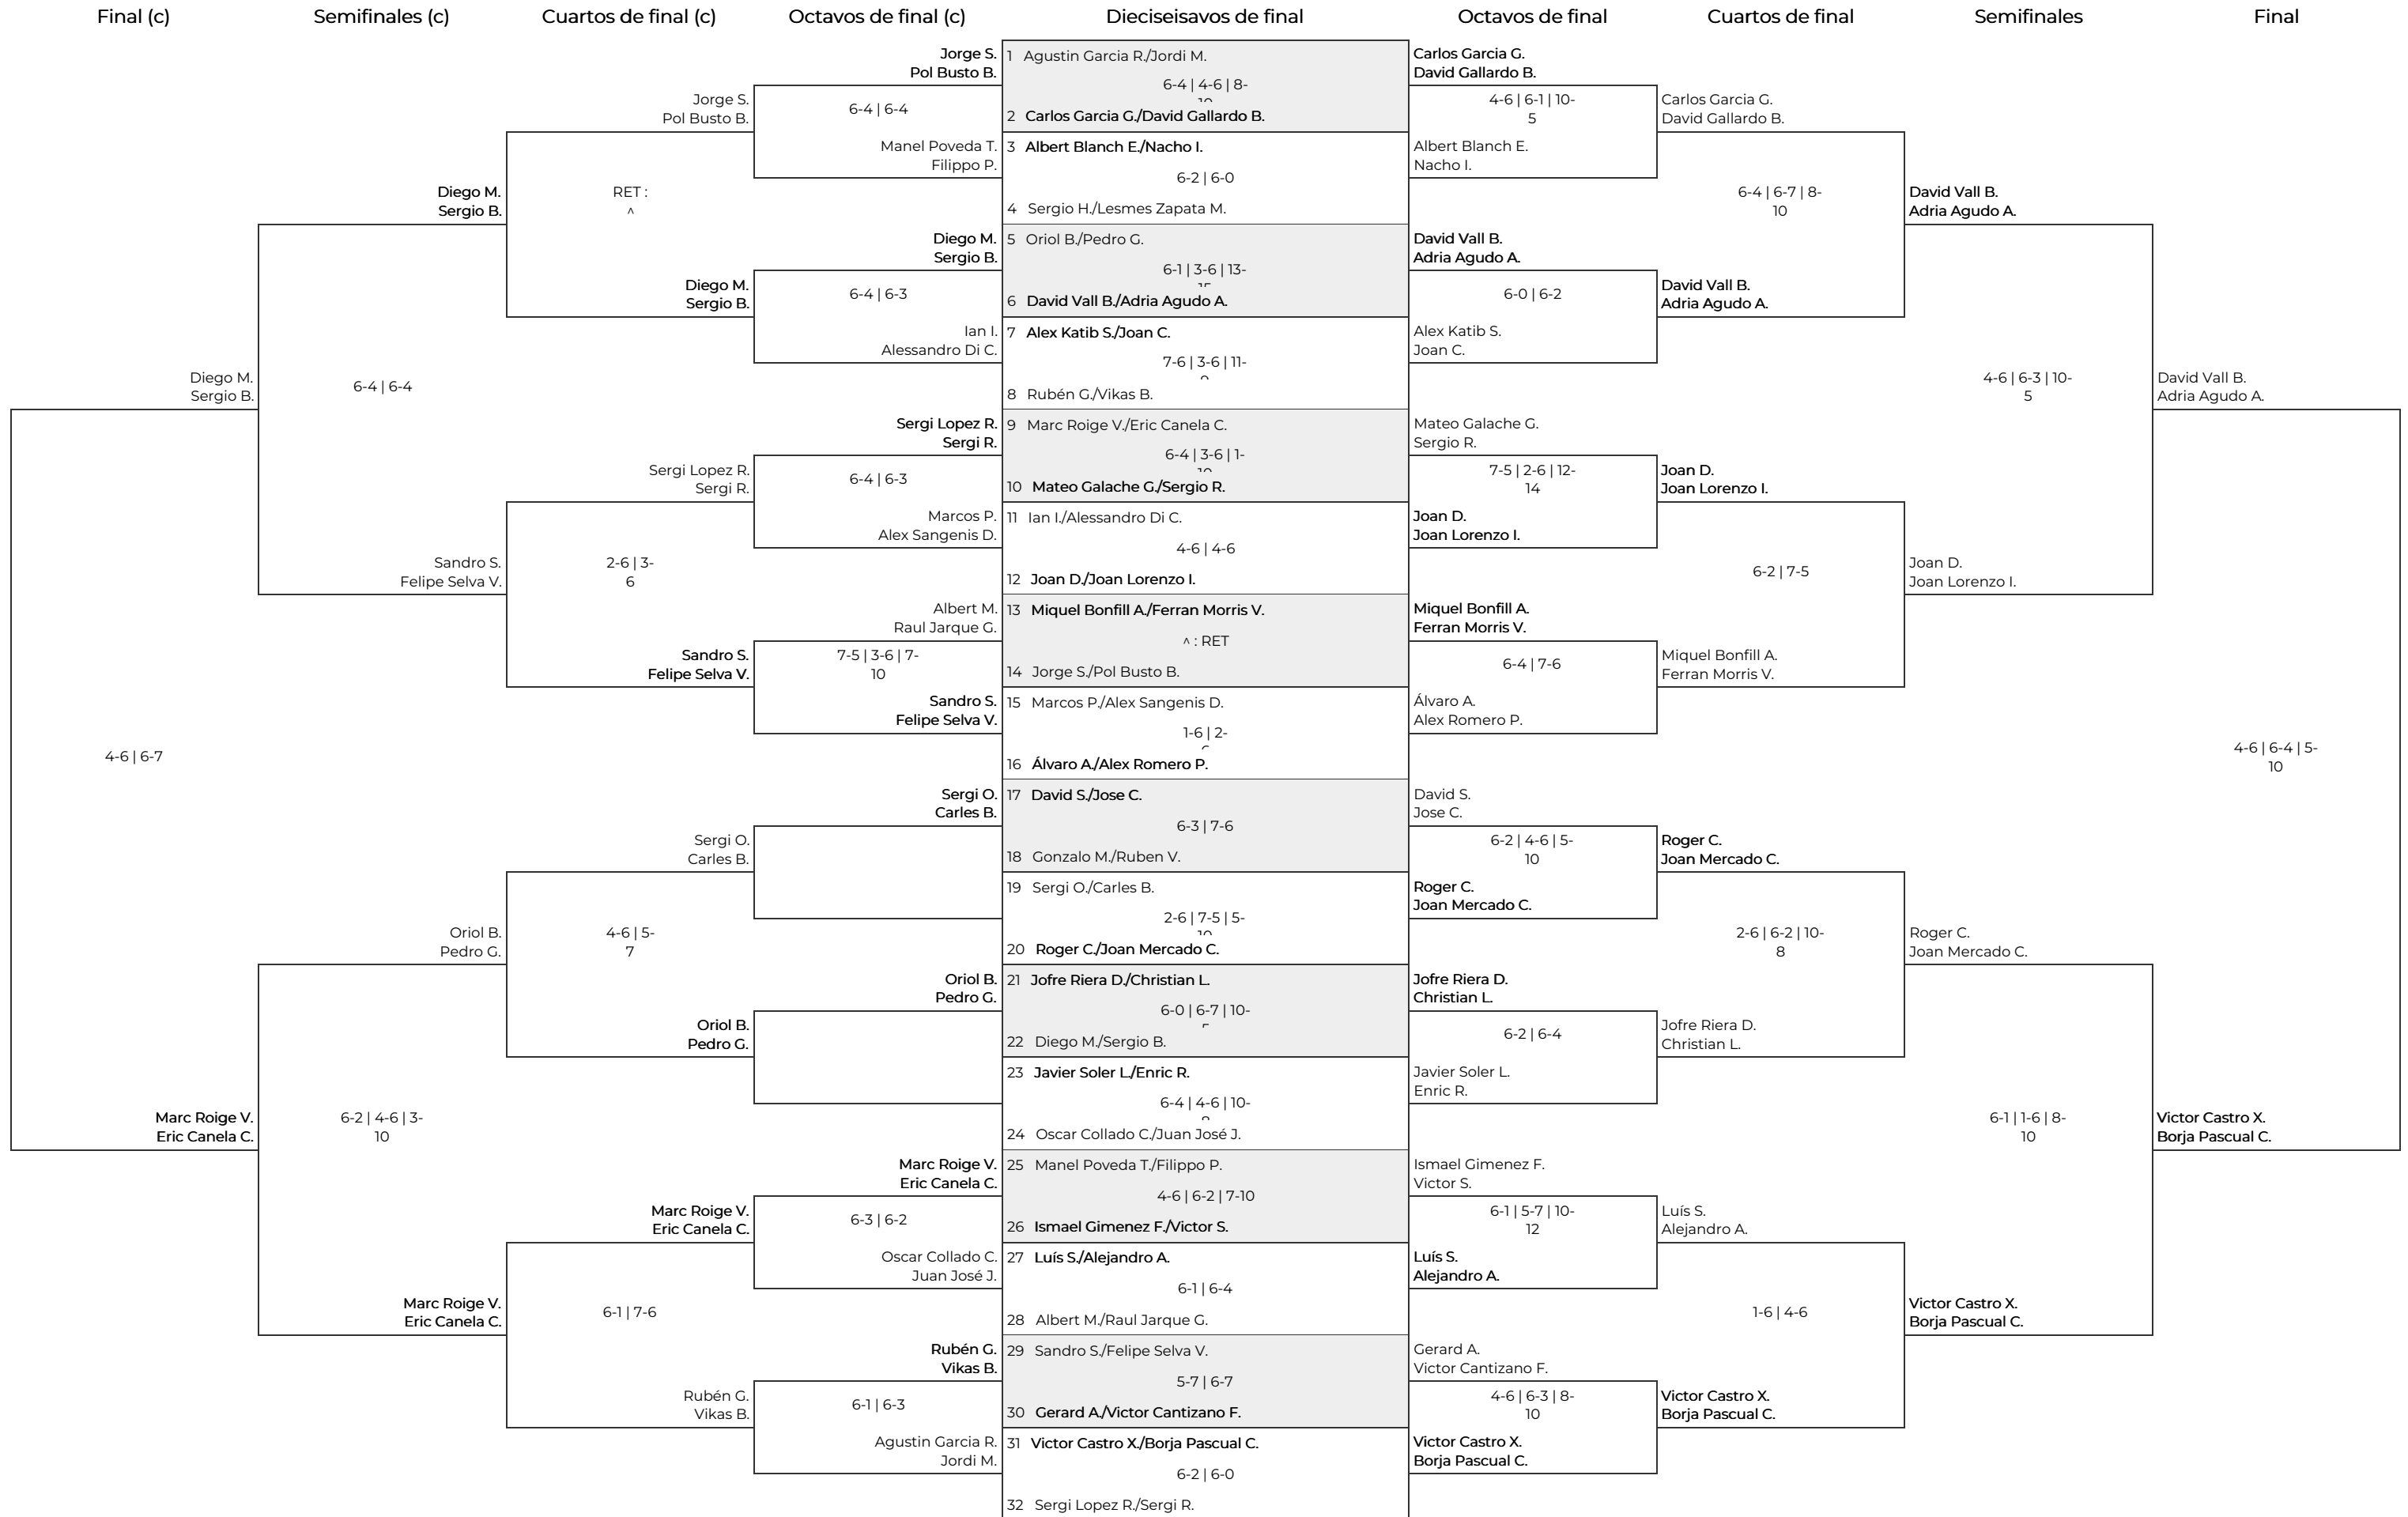 Final (c)
Semifinales (c)
Cuartos de final (c)
Octavos de final (c)
Dieciseisavos de final
Octavos de final
Cuartos de final
Semifinales
Final
Diego M.
Sergio B.
4-6 | 6-7
Marc Roige V.
Eric Canela C.
Diego M.
Sergio B.
6-4 | 6-4
Sandro S.
Felipe Selva V.
Oriol B.
Pedro G.
6-2 | 4-6 | 3-
10
Marc Roige V.
Eric Canela C.
Jorge S.
Pol Busto B.
RET :
^
Diego M.
Sergio B.
Sergi Lopez R.
Sergi R.
2-6 | 3-
6
Sandro S.
Felipe Selva V.
Sergi O.
Carles B.
4-6 | 5-
7
Oriol B.
Pedro G.
Marc Roige V.
Eric Canela C.
6-1 | 7-6
Rubén G.
Vikas B.
Jorge S.
Pol Busto B.
6-4 | 6-4
Manel Poveda T.
Filippo P.
Diego M.
Sergio B.
6-4 | 6-3
Ian I.
Alessandro Di C.
Sergi Lopez R.
Sergi R.
6-4 | 6-3
Marcos P.
Alex Sangenis D.
Albert M.
Raul Jarque G.
7-5 | 3-6 | 7-
10
Sandro S.
Felipe Selva V.
Sergi O.
Carles B.
Oriol B.
Pedro G.
Marc Roige V.
Eric Canela C.
6-3 | 6-2
Oscar Collado C.
Juan José J.
Rubén G.
Vikas B.
6-1 | 6-3
Agustin Garcia R.
Jordi M.
1 Agustin Garcia R./Jordi M.
6-4 | 4-6 | 8-
2 Carlos Garcia G./David Gallardo B.
3 Albert Blanch E./Nacho I.
6-2 | 6-0
4 Sergio H./Lesmes Zapata M.
5 Oriol B./Pedro G.
6-1 | 3-6 | 13-
6 David Vall B./Adria Agudo A.
7 Alex Katib S./Joan C.
7-6 | 3-6 | 11-
8 Rubén G./Vikas B.
9 Marc Roige V./Eric Canela C.
6-4 | 3-6 | 1-
10 Mateo Galache G./Sergio R.
11 Ian I./Alessandro Di C.
4-6 | 4-6
12 Joan D./Joan Lorenzo I.
13 Miquel Bonfill A./Ferran Morris V.
^ : RET
14 Jorge S./Pol Busto B.
15 Marcos P./Alex Sangenis D.
1-6 | 2-
16 Álvaro A./Alex Romero P.
17 David S./Jose C.
6-3 | 7-6
18 Gonzalo M./Ruben V.
19 Sergi O./Carles B.
2-6 | 7-5 | 5-
20 Roger C./Joan Mercado C.
21 Jofre Riera D./Christian L.
6-0 | 6-7 | 10-
22 Diego M./Sergio B.
23 Javier Soler L./Enric R.
6-4 | 4-6 | 10-
24 Oscar Collado C./Juan José J.
25 Manel Poveda T./Filippo P.
4-6 | 6-2 | 7-10
26 Ismael Gimenez F./Victor S.
27 Luís S./Alejandro A.
6-1 | 6-4
28 Albert M./Raul Jarque G.
29 Sandro S./Felipe Selva V.
5-7 | 6-7
30 Gerard A./Victor Cantizano F.
31 Victor Castro X./Borja Pascual C.
6-2 | 6-0
32 Sergi Lopez R./Sergi R.
Carlos Garcia G.
David Gallardo B.
4-6 | 6-1 | 10-
5
Albert Blanch E.
Nacho I.
David Vall B.
Adria Agudo A.
6-0 | 6-2
Alex Katib S.
Joan C.
Mateo Galache G.
Sergio R.
7-5 | 2-6 | 12-
14
Joan D.
Joan Lorenzo I.
Miquel Bonfill A.
Ferran Morris V.
6-4 | 7-6
Álvaro A.
Alex Romero P.
David S.
Jose C.
6-2 | 4-6 | 5-
10
Roger C.
Joan Mercado C.
Jofre Riera D.
Christian L.
6-2 | 6-4
Javier Soler L.
Enric R.
Ismael Gimenez F.
Victor S.
6-1 | 5-7 | 10-
12
Luís S.
Alejandro A.
Gerard A.
Victor Cantizano F.
4-6 | 6-3 | 8-
10
Victor Castro X.
Borja Pascual C.
Carlos Garcia G.
David Gallardo B.
6-4 | 6-7 | 8-
10
David Vall B.
Adria Agudo A.
Joan D.
Joan Lorenzo I.
6-2 | 7-5
Miquel Bonfill A.
Ferran Morris V.
Roger C.
Joan Mercado C.
2-6 | 6-2 | 10-
8
Jofre Riera D.
Christian L.
Luís S.
Alejandro A.
1-6 | 4-6
Victor Castro X.
Borja Pascual C.
David Vall B.
Adria Agudo A.
4-6 | 6-3 | 10-
5
Joan D.
Joan Lorenzo I.
Roger C.
Joan Mercado C.
6-1 | 1-6 | 8-
10
Victor Castro X.
Borja Pascual C.
David Vall B.
Adria Agudo A.
4-6 | 6-4 | 5-
10
Victor Castro X.
Borja Pascual C.